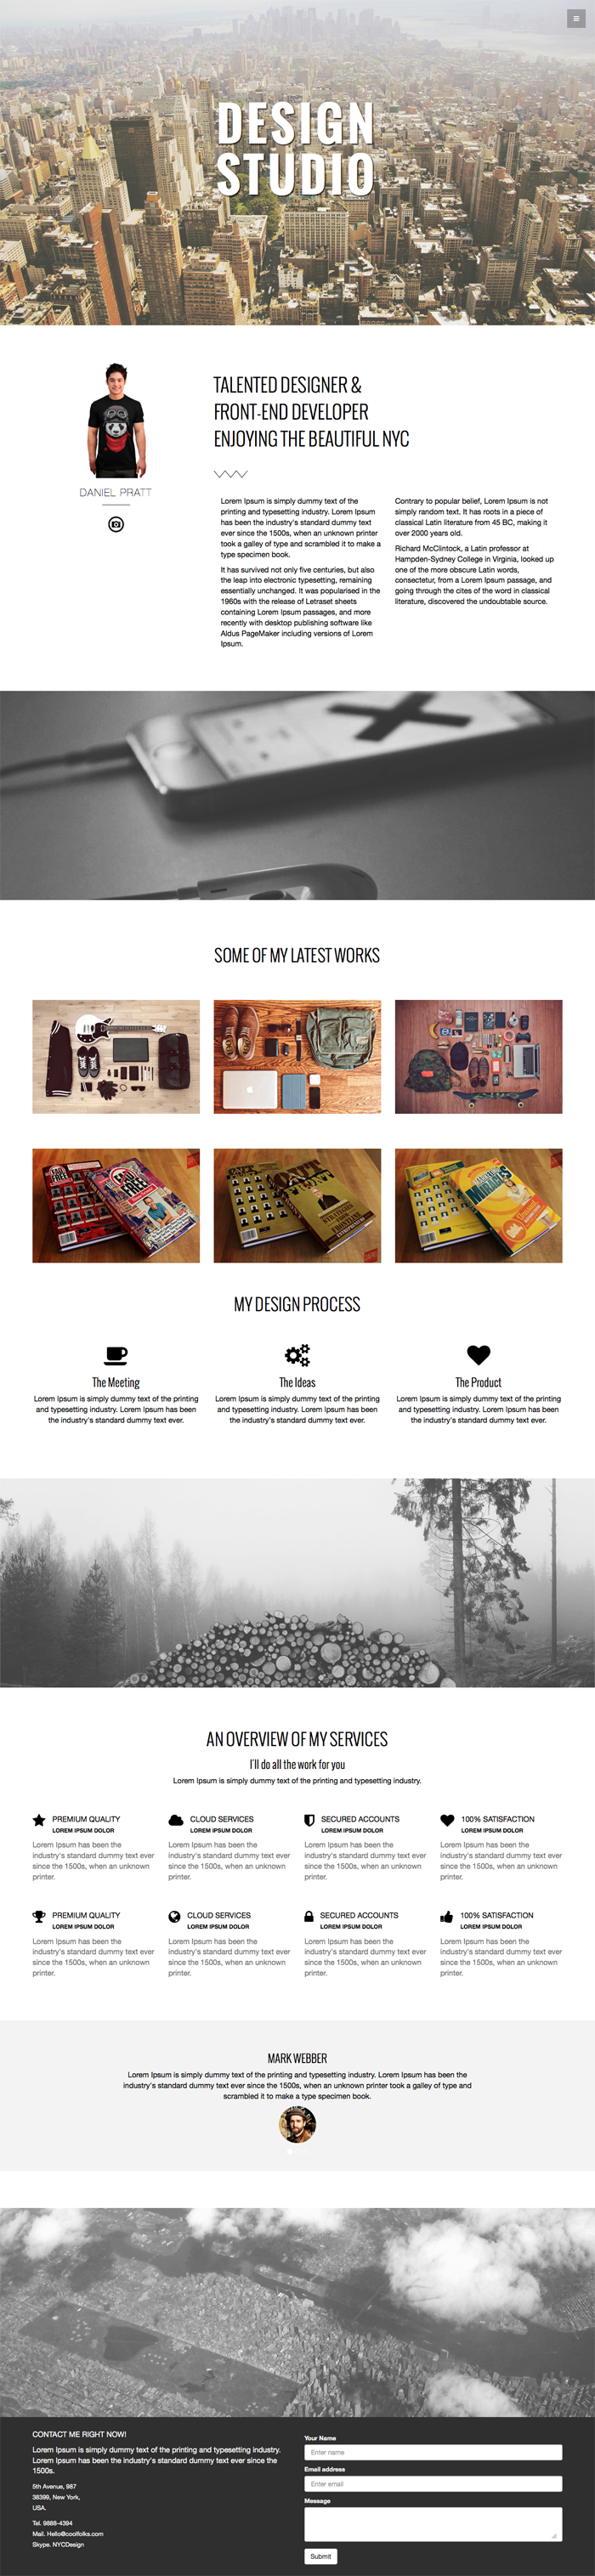 DESIGN
STUDIO
TALENTED DESIGNER &
FRONT-END DEVELOPER
ENJOYING THE BEAUTIFUL NYC
DANIEL PRATT
Lorem Ipsum is simply dummy text of the
printing and typesetting industry. Lorem Ipsum
has been the industry's standard dummy text
ever since the 1500s, when an unknown printer
took a galley of type and scrambled it to make a
type specimen book.
It has survived not only five centuries, but also
the leap into electronic typesetting, remaining
essentially unchanged. It was popularised in the
1960s with the release of Letraset sheets
containing Lorem Ipsum passages, and more
recently with desktop publishing software like
Aldus PageMaker including versions of Lorem
Ipsum.
Contrary to popular belief, Lorem Ipsum is not
simply random text. It has roots in a piece of
classical Latin literature from 45 BC, making it
over 2000 years old.
Richard McClintock, a Latin professor at
Hampden-Sydney College in Virginia, looked up
one of the more obscure Latin words,
consectetur, from a Lorem Ipsum passage, and
going through the cites of the word in classical
literature, discovered the undoubtable source.
SOME OF MY LATEST WORKS
MY DESIGN PROCESS
The Meeting
Lorem Ipsum is simply dummy text of the printing
and typesetting industry. Lorem Ipsum has been
the industry's standard dummy text ever.
The Ideas
Lorem Ipsum is simply dummy text of the printing
and typesetting industry. Lorem Ipsum has been
the industry's standard dummy text ever.
The Product
Lorem Ipsum is simply dummy text of the printing
and typesetting industry. Lorem Ipsum has been
the industry's standard dummy text ever.
AN OVERVIEW OF MY SERVICES
I'll do all the work for you
Lorem Ipsum is simply dummy text of the printing and typesetting industry.
PREMIUM QUALITY
LOREM IPSUM DOLOR
Lorem Ipsum has been the
industry's standard dummy text ever
since the 1500s, when an unknown
printer.
CLOUD SERVICES
LOREM IPSUM DOLOR
Lorem Ipsum has been the
industry's standard dummy text ever
since the 1500s, when an unknown
printer.
SECURED ACCOUNTS
LOREM IPSUM DOLOR
Lorem Ipsum has been the
industry's standard dummy text ever
since the 1500s, when an unknown
printer.
100% SATISFACTION
LOREM IPSUM DOLOR
Lorem Ipsum has been the
industry's standard dummy text ever
since the 1500s, when an unknown
printer.
PREMIUM QUALITY
LOREM IPSUM DOLOR
Lorem Ipsum has been the
industry's standard dummy text ever
since the 1500s, when an unknown
printer.
CLOUD SERVICES
LOREM IPSUM DOLOR
Lorem Ipsum has been the
industry's standard dummy text ever
since the 1500s, when an unknown
printer.
SECURED ACCOUNTS
LOREM IPSUM DOLOR
Lorem Ipsum has been the
industry's standard dummy text ever
since the 1500s, when an unknown
printer.
100% SATISFACTION
LOREM IPSUM DOLOR
Lorem Ipsum has been the
industry's standard dummy text ever
since the 1500s, when an unknown
printer.
MARK WEBBER
Lorem Ipsum is simply dummy text of the printing and typesetting industry. Lorem Ipsum has been the
industry's standard dummy text ever since the 1500s, when an unknown printer took a galley of type and
scrambled it to make a type specimen book.
CONTACT ME RIGHT NOW!
Lorem Ipsum is simply dummy text of the printing and typesetting industry.
Lorem Ipsum has been the industry's standard dummy text ever since the
1500s.
5th Avenue, 987
38399, New York,
USA.
Tel. 9888-4394
Mail. Hello@coolfolks.com
Skype. NYCDesign
Your Name
Enter name
Email address
Enter email
Message
Submit